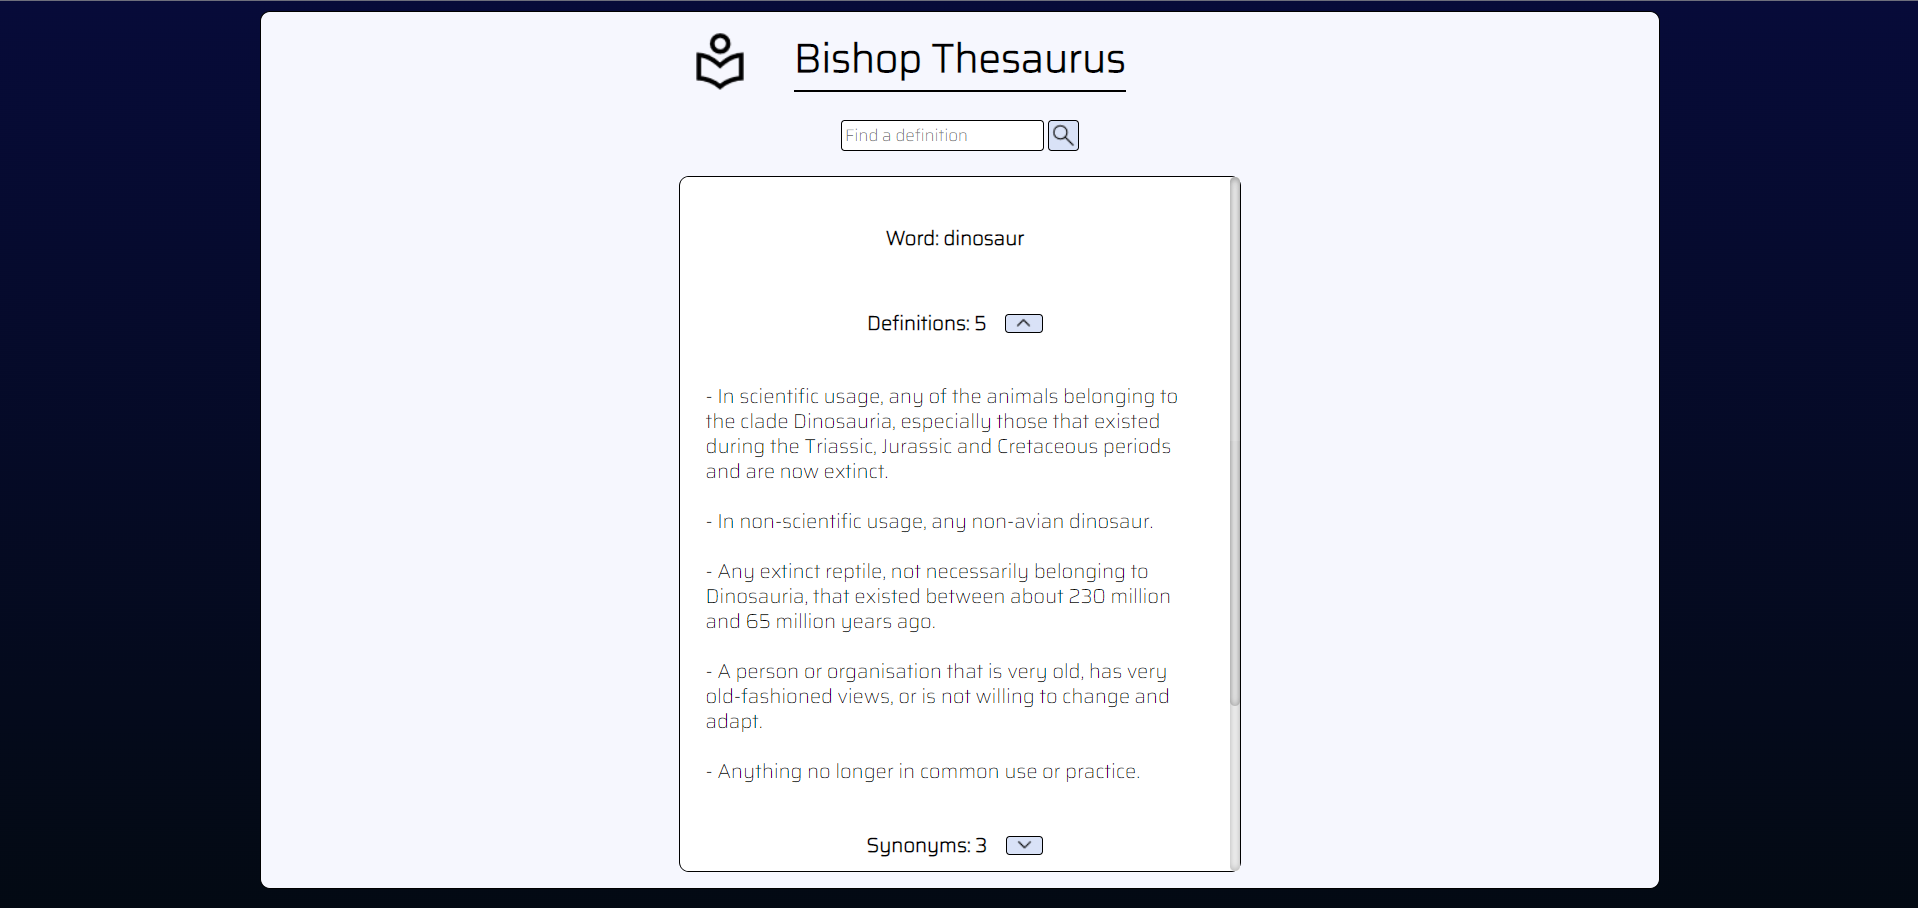 Bishop Thesaurus
Find a definition
Word: dinosaur
Definitions: 5
- In scientific usage, any of the animals belonging to
the clade Dinosauria, especially those that existed
during the Triassic, Jurassic and Cretaceous periods
and are now extinct.
- In non-scientific usage, any non-avian dinosaur.
- Any extinct reptile, not necessarily belonging to
Dinosauria, that existed between about 230 million
and 65 million years ago.
- A person or organisation that is very old, has very
old-fashioned views, or is not willing to change and
adapt.
- Anything no longer in common use or practice.
Synonyms: 3